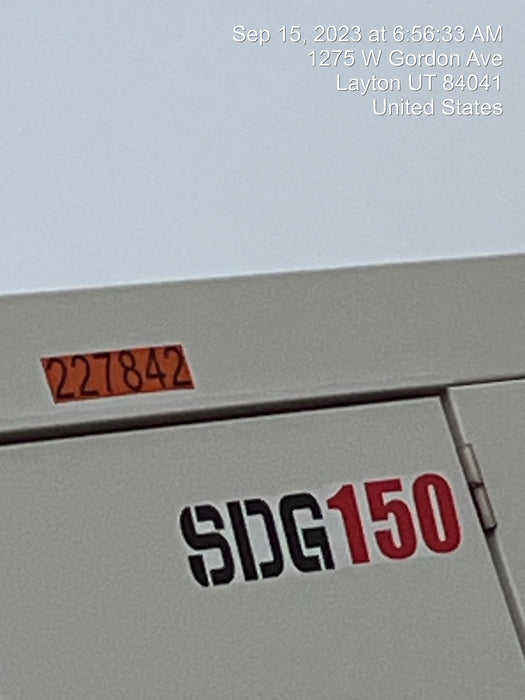 Sep 15, 2023 at 6:56:33 AM
1275 W Gordon Ave
Layton UT 84041
United States
227842
SDG150